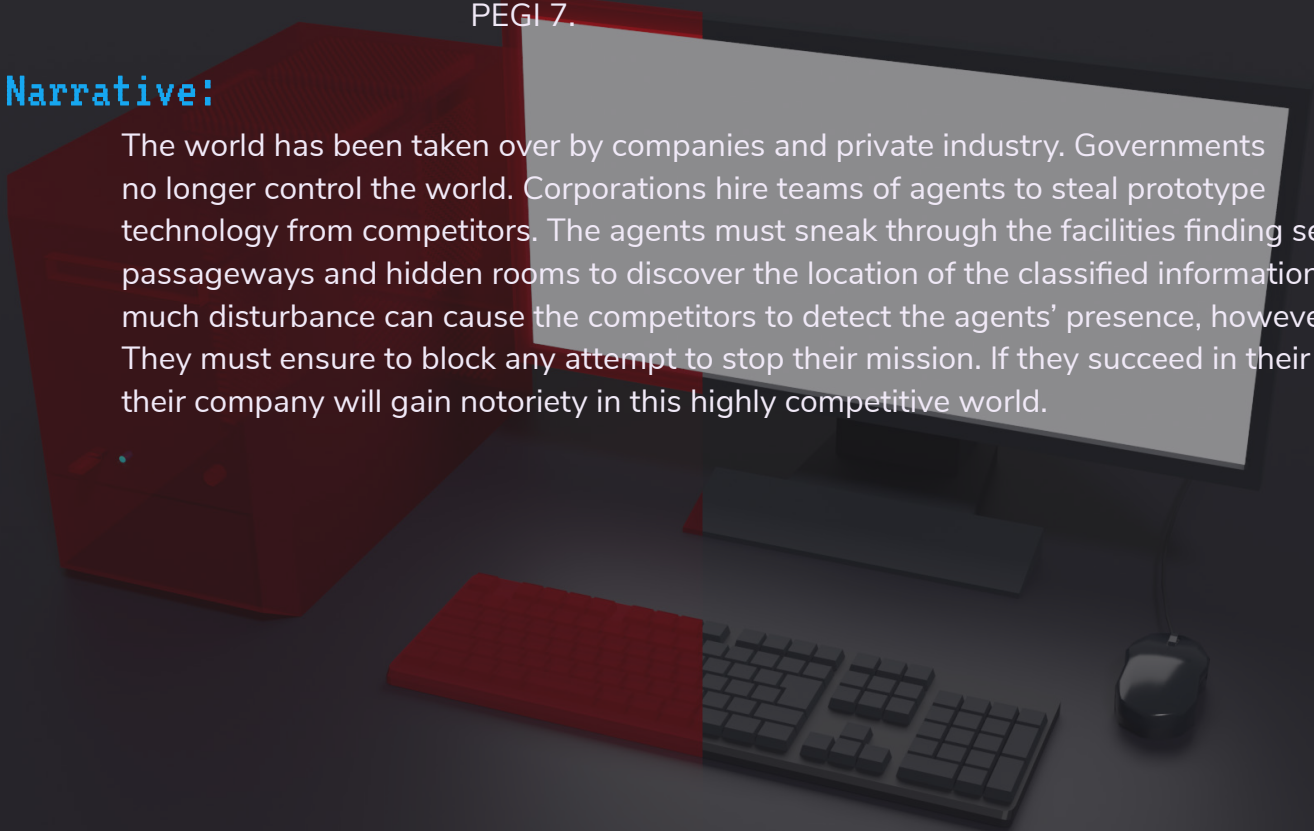 PEGI 7.
Narrative:
The world has been taken over by companies and private industry. Governments
no longer control the world. Corporations hire teams of agents to steal prototype
technology from competitors. The agents must sneak through the facilities finding se
passageways and hidden rooms to discover the location of the classified information
much disturbance can cause the competitors to detect the agents’ presence, howeve
They must ensure to block any attempt to stop their mission. If they succeed in their
their company will gain notoriety in this highly competitive world.